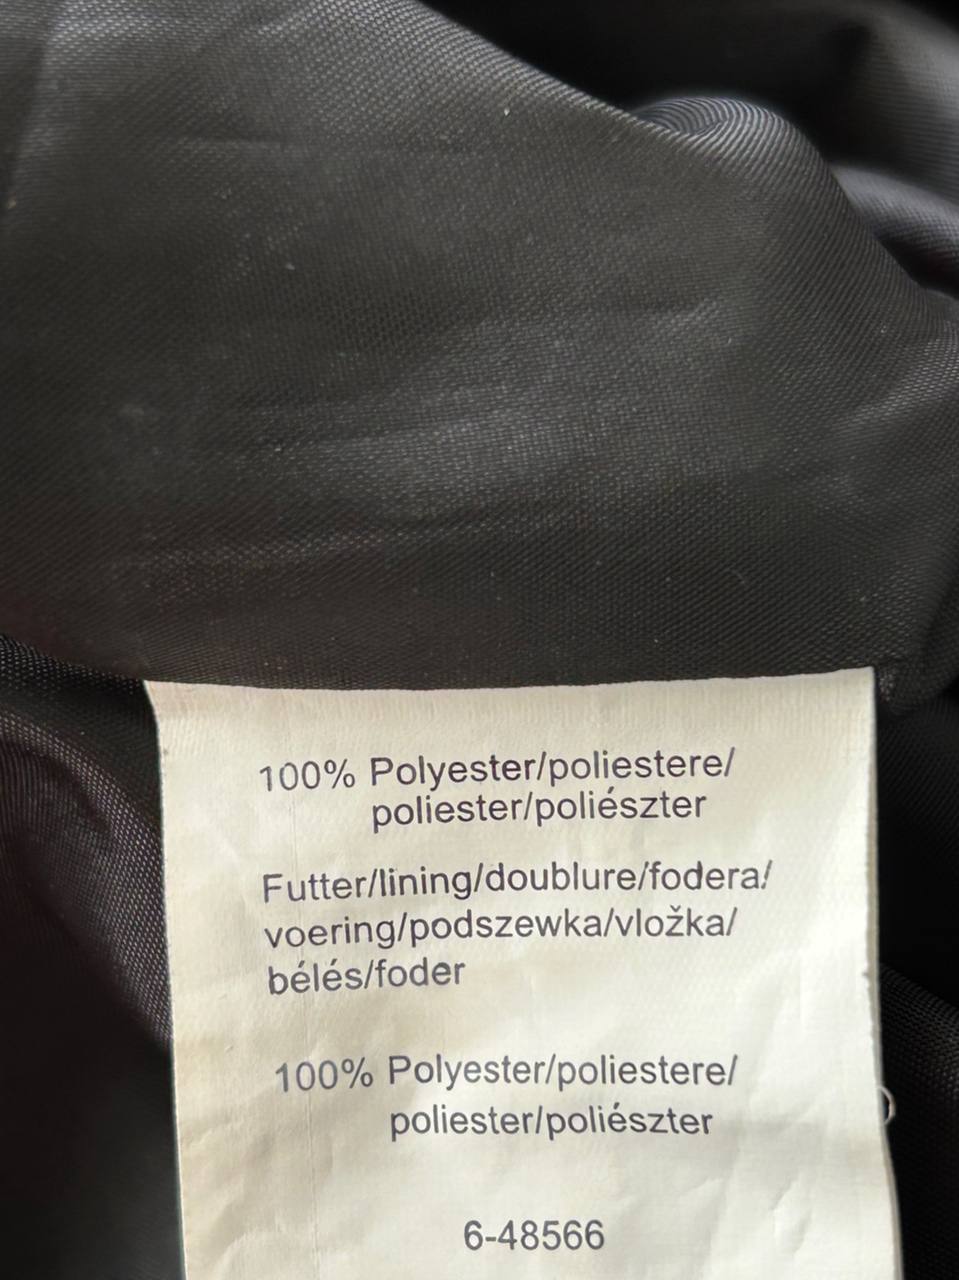 100% Polyester/poliestere/
poliester/poliészter
Futter/lining/doublure/fodera/
voering/podszewka/vložka/
bélés/foder
100% Polyester/poliestere/
poliester/poliészter
6-48566